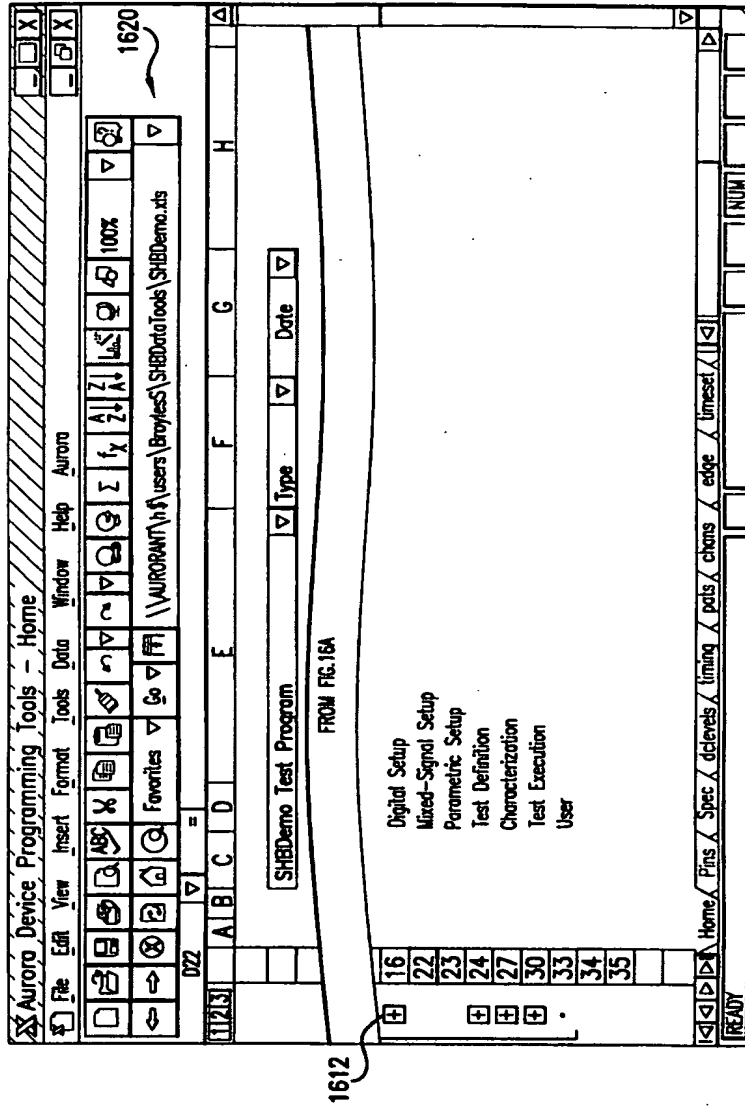 Aurora Device Programming Tools - Home
File Edit View Insert Format Tools Data Window Help Aurora
ABC Σ fx A Z Z A 100%
Favorites Go \\AURORANT\h$\users\BroylesS\SHBDataTools\SHBDemo.xts
1620
D22 =
1 2 3 A B C D E F G H
SHBDemo Test Program Type Date
FROM FIG.16A
1612
16 Digital Setup
22 Mixed-Signal Setup
23 Parametric Setup
24 Test Definition
27 Characterization
30 Test Execution
33 User
34
35
Home Pins Spec dclevels timing pats chans edge timeset
READY NUM